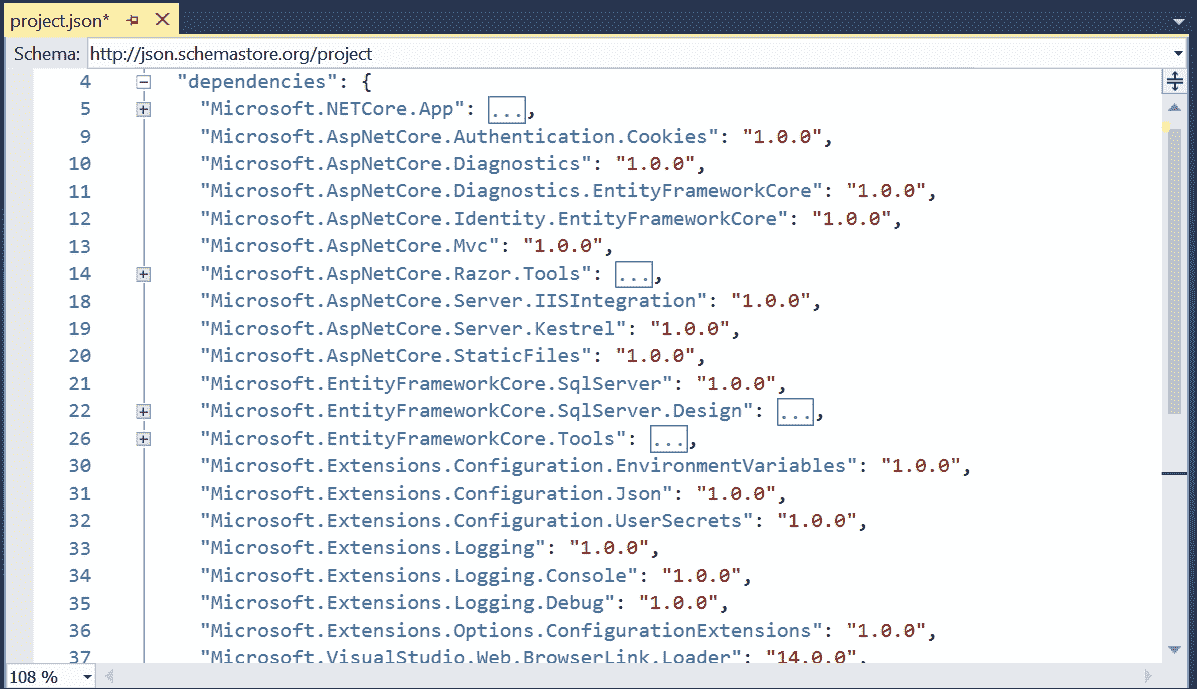 project.json*
Schema: http://json.schemastore.org/project
4 "dependencies": {
5 "Microsoft.NETCore.App": ...,
9 "Microsoft.AspNetCore.Authentication.Cookies": "1.0.0",
10 "Microsoft.AspNetCore.Diagnostics": "1.0.0",
11 "Microsoft.AspNetCore.Diagnostics.EntityFrameworkCore": "1.0.0",
12 "Microsoft.AspNetCore.Identity.EntityFrameworkCore": "1.0.0",
13 "Microsoft.AspNetCore.Mvc": "1.0.0",
14 "Microsoft.AspNetCore.Razor.Tools": ...,
18 "Microsoft.AspNetCore.Server.IISIntegration": "1.0.0",
19 "Microsoft.AspNetCore.Server.Kestrel": "1.0.0",
20 "Microsoft.AspNetCore.StaticFiles": "1.0.0",
21 "Microsoft.EntityFrameworkCore.SqlServer": "1.0.0",
22 "Microsoft.EntityFrameworkCore.SqlServer.Design": ...,
26 "Microsoft.EntityFrameworkCore.Tools": ...,
30 "Microsoft.Extensions.Configuration.EnvironmentVariables": "1.0.0",
31 "Microsoft.Extensions.Configuration.Json": "1.0.0",
32 "Microsoft.Extensions.Configuration.UserSecrets": "1.0.0",
33 "Microsoft.Extensions.Logging": "1.0.0",
34 "Microsoft.Extensions.Logging.Console": "1.0.0",
35 "Microsoft.Extensions.Logging.Debug": "1.0.0",
36 "Microsoft.Extensions.Options.ConfigurationExtensions": "1.0.0",
37 "Microsoft.VisualStudio.Web.BrowserLink.Loader": "14.0.0",
108 %